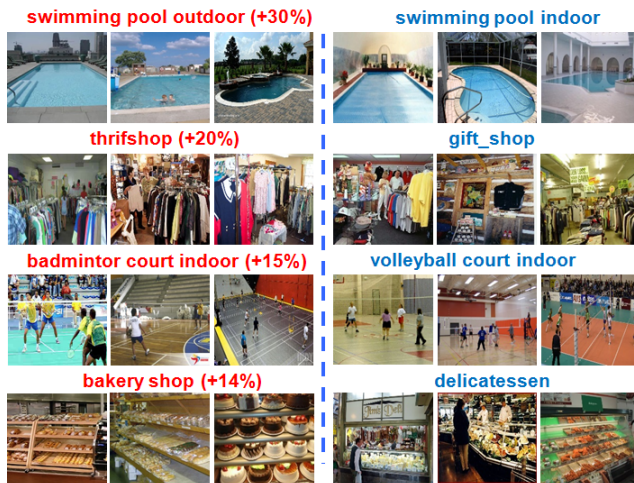 swimming pool outdoor (+30%)
swimming pool indoor
thrifshop (+20%)
gift_shop
badmintor court indoor (+15%)
volleyball court indoor
bakery shop (+14%)
delicatessen